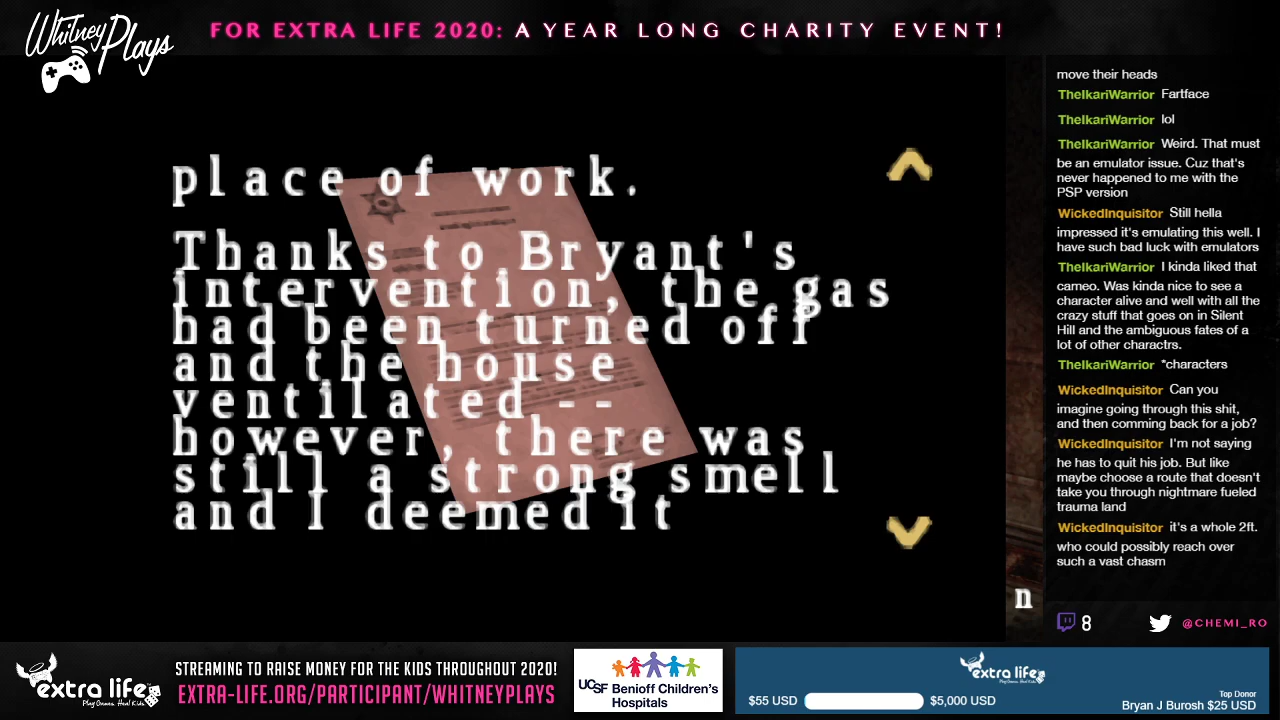 Whitney Plays
FOR EXTRA LIFE 2020: A YEAR LONG CHARITY EVENT!
place of work.
Thanks to Bryant's
intervention, the gas
had been turned off
and the house
ventilated --
however, there was
still a strong smell
and I deemed it
n
move their heads
TheIkariWarrior Fartface
TheIkariWarrior lol
TheIkariWarrior Weird. That must
be an emulator issue. Cuz that's
never happened to me with the
PSP version
WickedInquisitor Still hella
impressed it's emulating this well. I
have such bad luck with emulators
TheIkariWarrior I kinda liked that
cameo. Was kinda nice to see a
character alive and well with all the
crazy stuff that goes on in Silent
Hill and the ambiguous fates of a
lot of other charactrs.
TheIkariWarrior *characters
WickedInquisitor Can you
imagine going through this shit,
and then comming back for a job?
WickedInquisitor I'm not saying
he has to quit his job. But like
maybe choose a route that doesn't
take you through nightmare fueled
trauma land
WickedInquisitor it's a whole 2ft.
who could possibly reach over
such a vast chasm
8
@CHEMI_RO
extra life
Play Games. Heal Kids.
STREAMING TO RAISE MONEY FOR THE KIDS THROUGHOUT 2020!
EXTRA-LIFE.ORG/PARTICIPANT/WHITNEYPLAYS
UCSF Benioff Children's
Hospitals
extra life
Play Games. Heal Kids.
$55 USD
$5,000 USD
Top Donor
Bryan J Burosh $25 USD